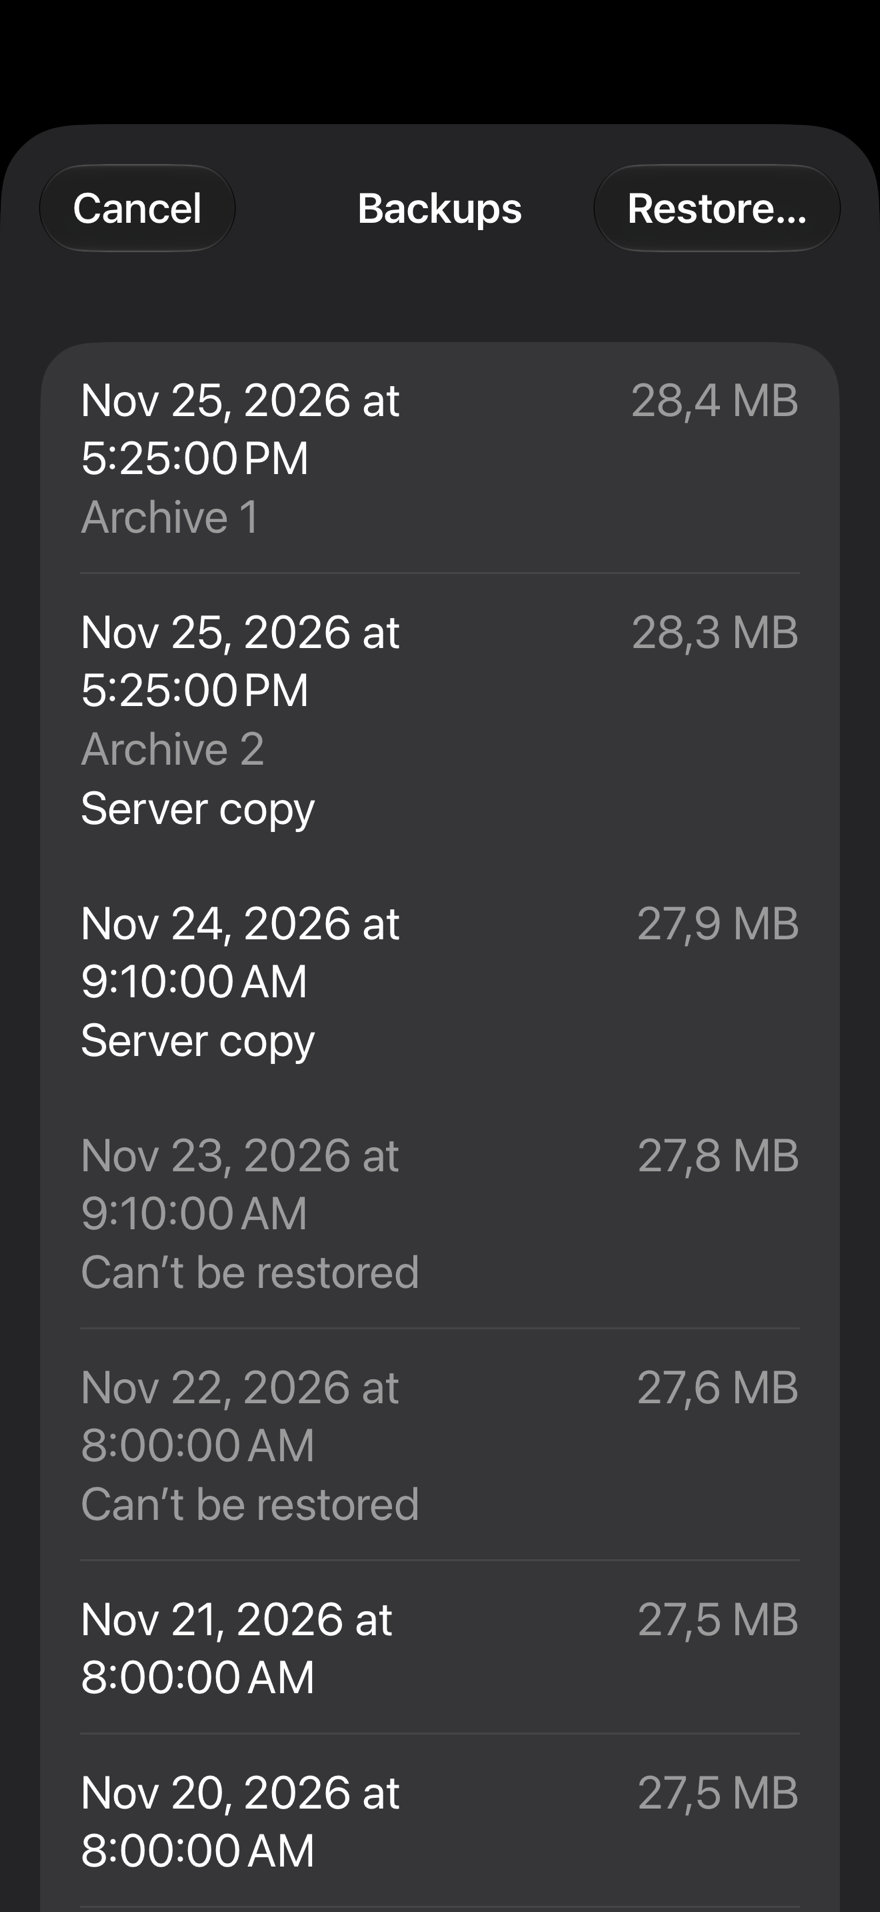 Cancel
Backups
Restore...
Nov 25, 2026 at
28,4 MB
5:25:00 PM
Archive 1
Nov 25, 2026 at
28,3 MB
5:25:00 PM
Archive 2
Server copy
Nov 24, 2026 at
27,9 MB
9:10:00 AM
Server copy
Nov 23, 2026 at
27,8 MB
9:10:00 AM
Can’t be restored
Nov 22, 2026 at
27,6 MB
8:00:00 AM
Can’t be restored
Nov 21, 2026 at
27,5 MB
8:00:00 AM
Nov 20, 2026 at
27,5 MB
8:00:00 AM